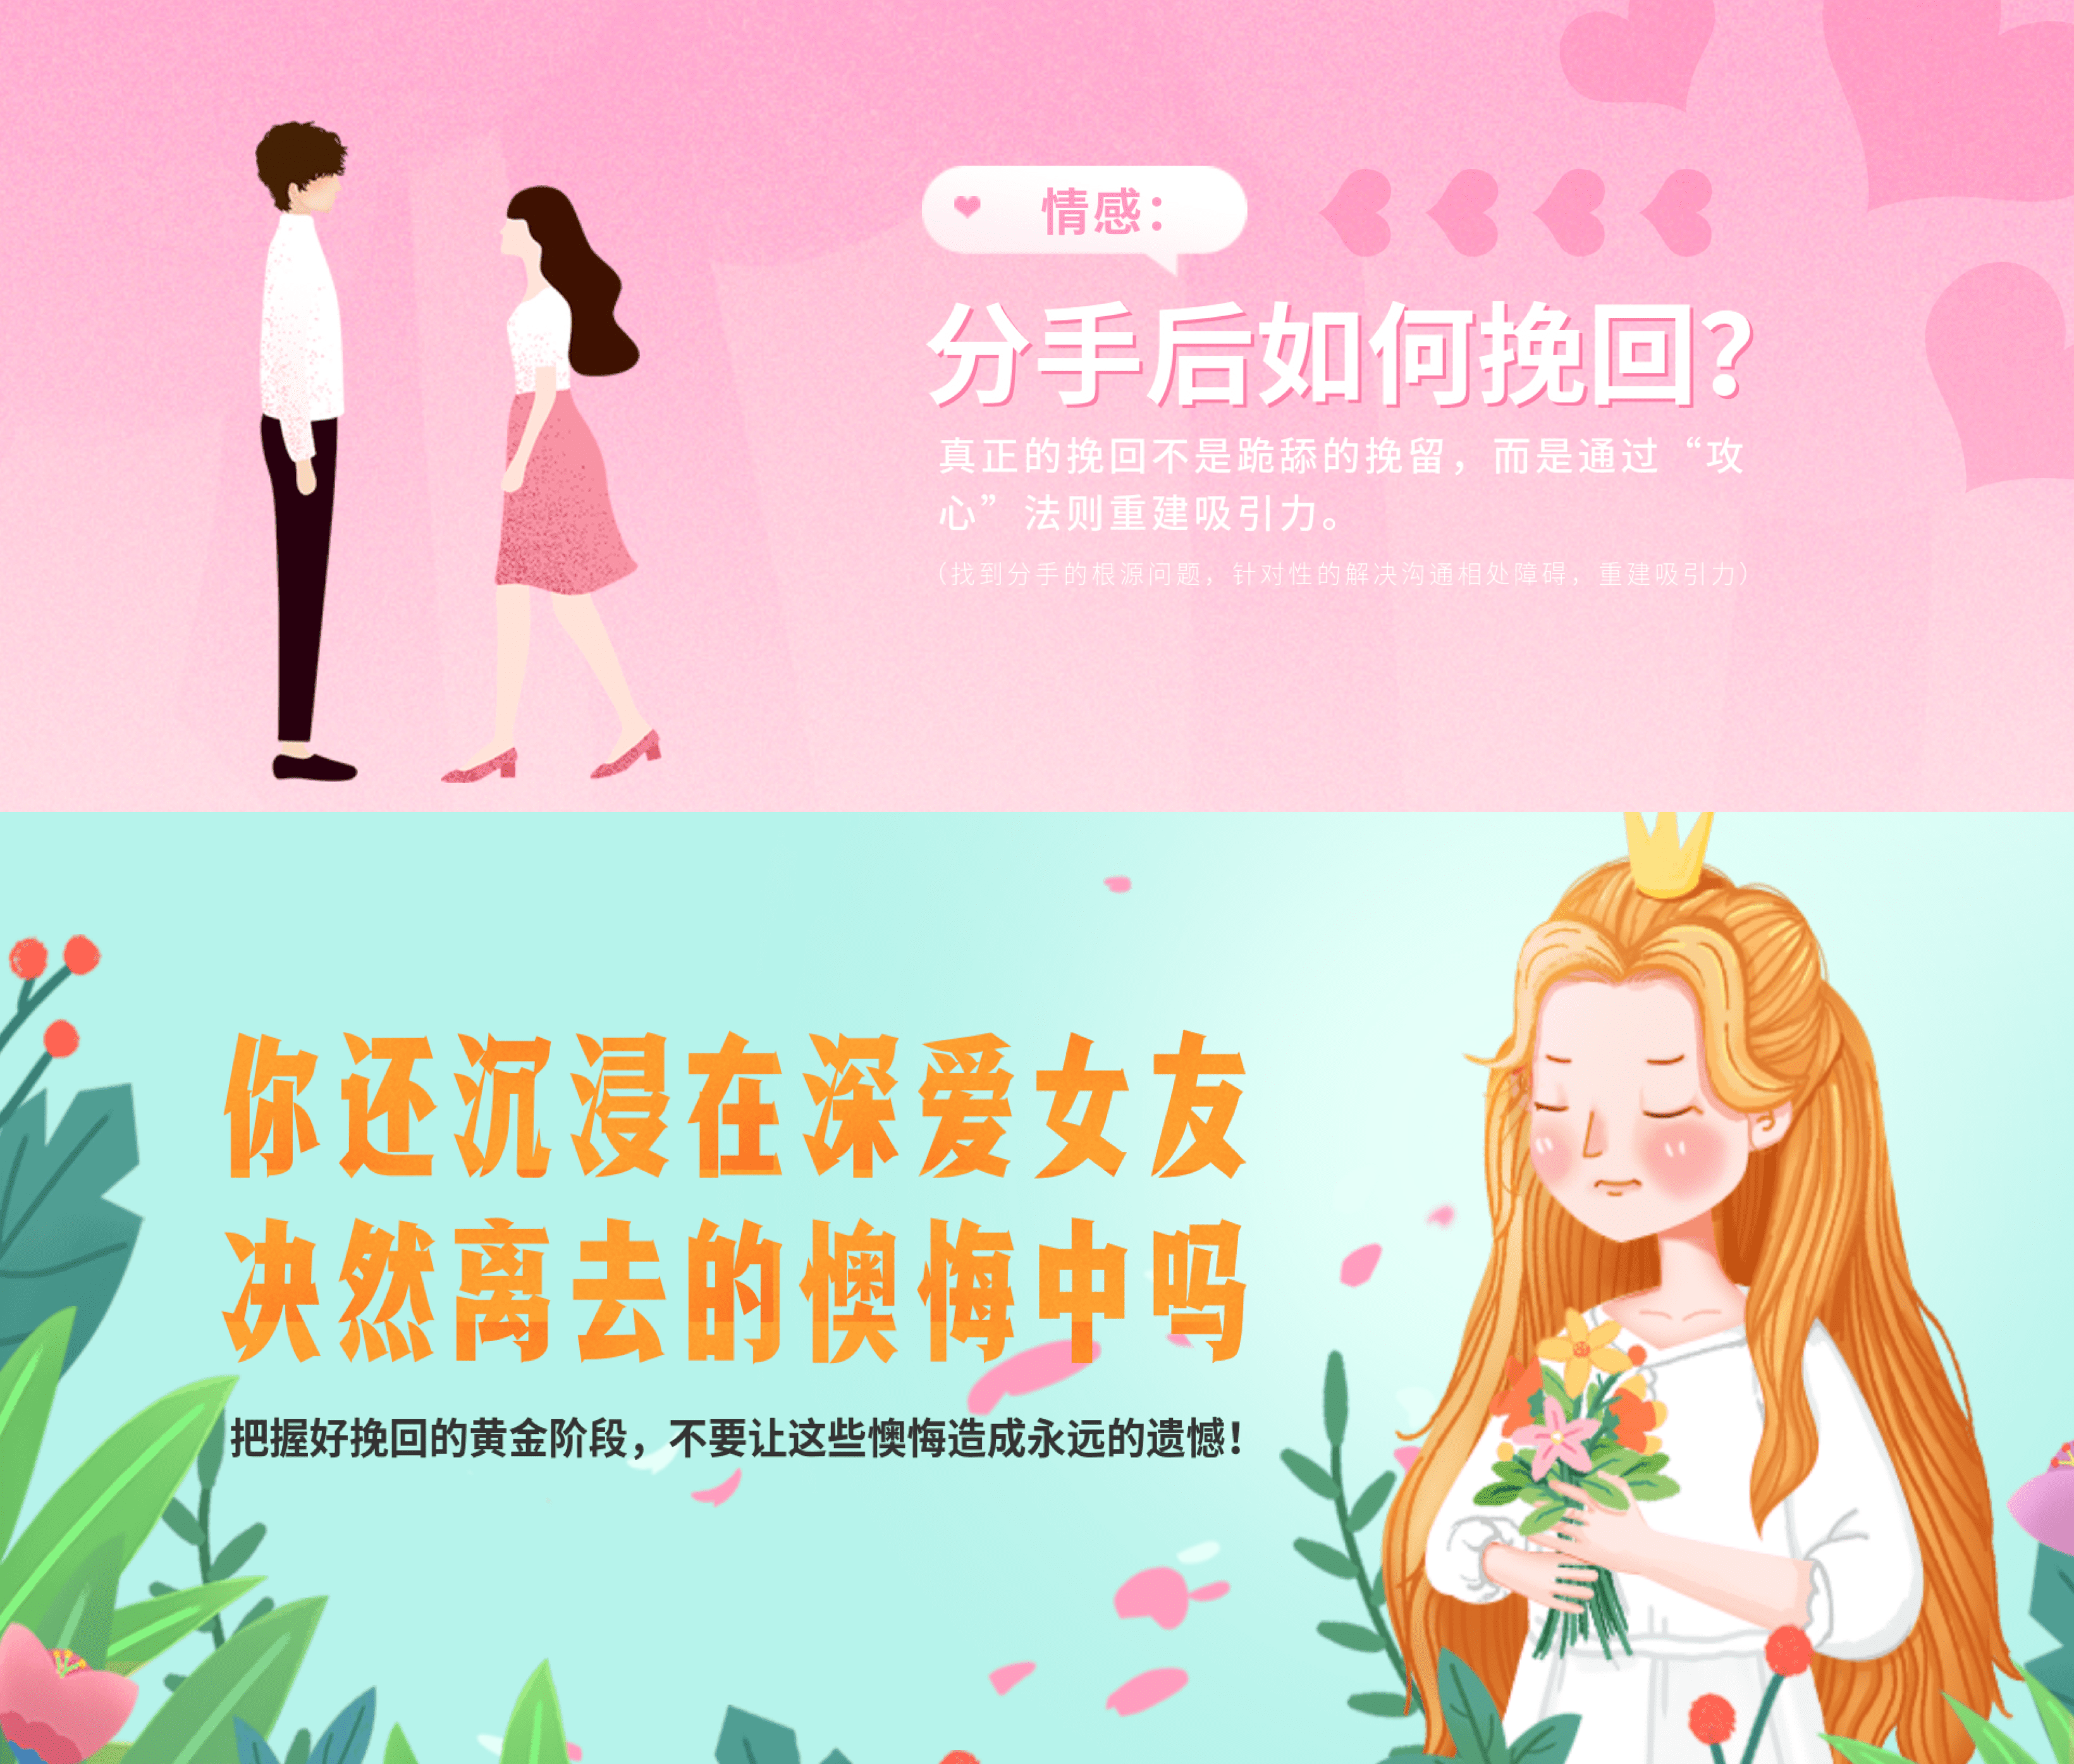 情感：
分手后如何挽回？
真正的挽回不是跪舔的挽留，而是通过“攻
心”法则重建吸引力。
（找到分手的根源问题，针对性的解决沟通相处障碍，重建吸引力）
你还沉浸在深爱女友
决然离去的懊悔中吗
把握好挽回的黄金阶段，不要让这些懊悔造成永远的遗憾！